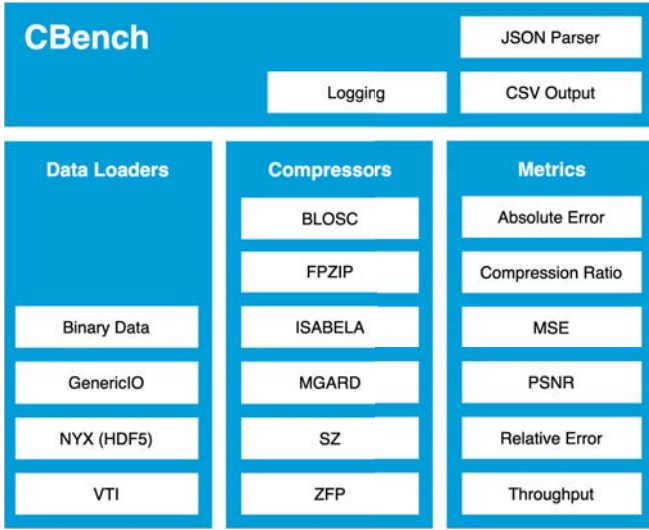 CBench
JSON Parser
Logging
CSV Output
Data Loaders
Binary Data
GenericIO
NYX (HDF5)
VTI
Compressors
BLOSC
FPZIP
ISABELA
MGARD
SZ
ZFP
Metrics
Absolute Error
Compression Ratio
MSE
PSNR
Relative Error
Throughput